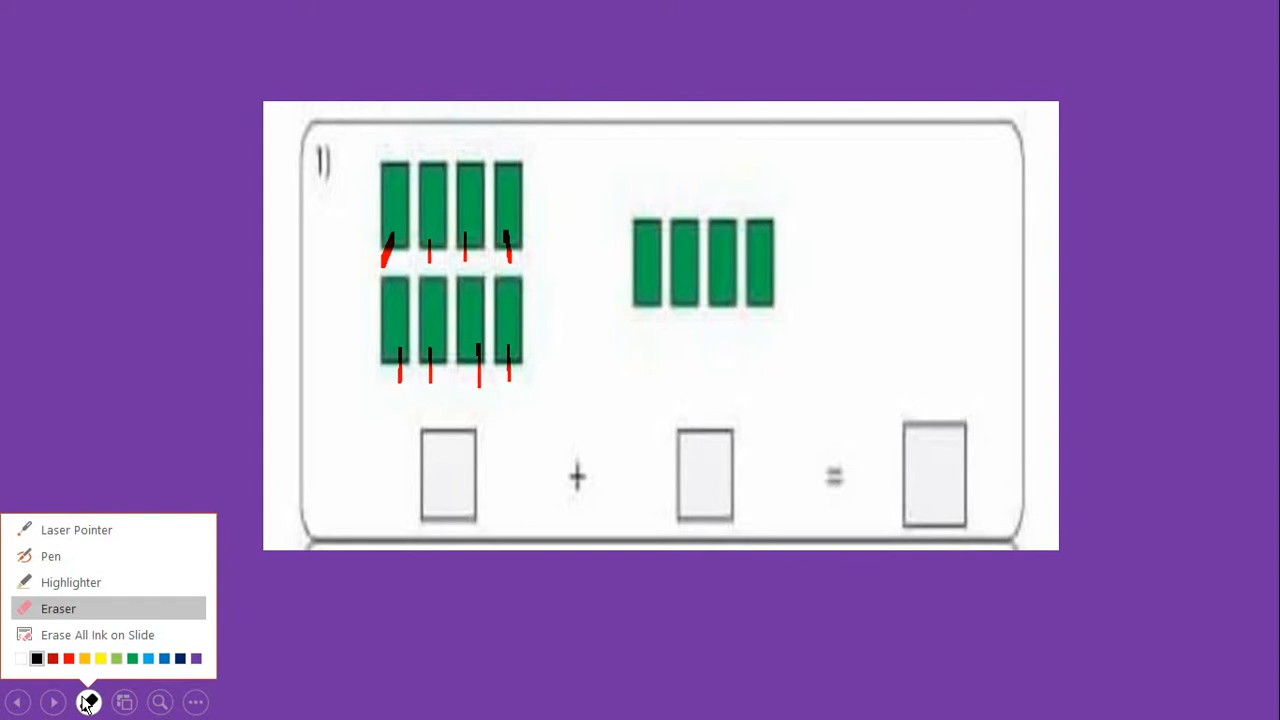 1)
+ =
Laser Pointer
Pen
Highlighter
Eraser
Erase All Ink on Slide